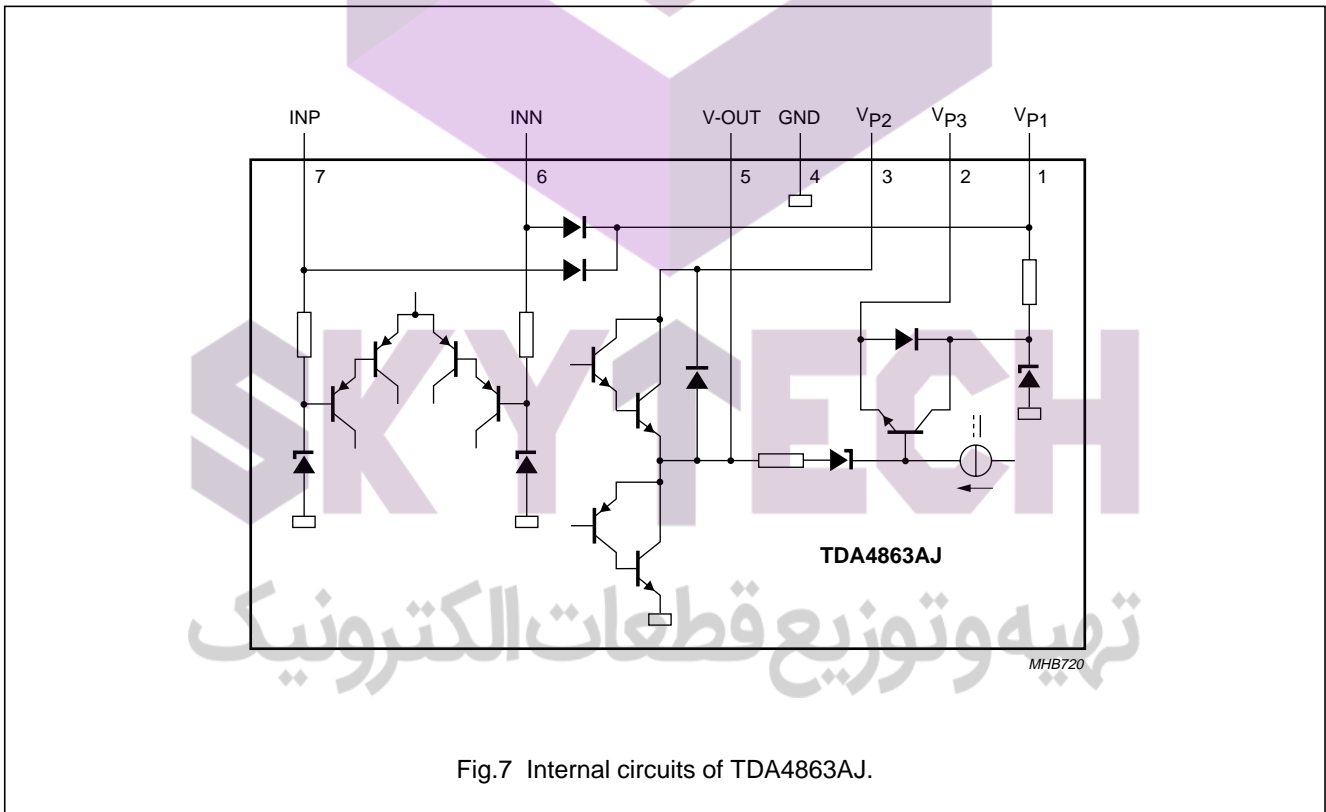 INP INN V-OUT GND VP2 VP3 VP1
7 6 5 4 3 2 1
SKYTECH
TDA4863AJ
تهیه و توزیع قطعات الکترونیک
MHB720
Fig.7 Internal circuits of TDA4863AJ.